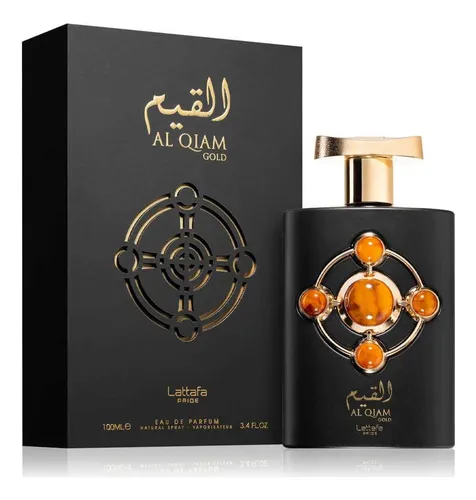 القيم
AL QIAM
GOLD
Lattafa
PRIDE
EAU DE PARFUM
100ML e NATURAL SPRAY - VAPORISATEUR 3.4 FL.OZ
القيم
AL QIAM
GOLD
Lattafa
PRIDE